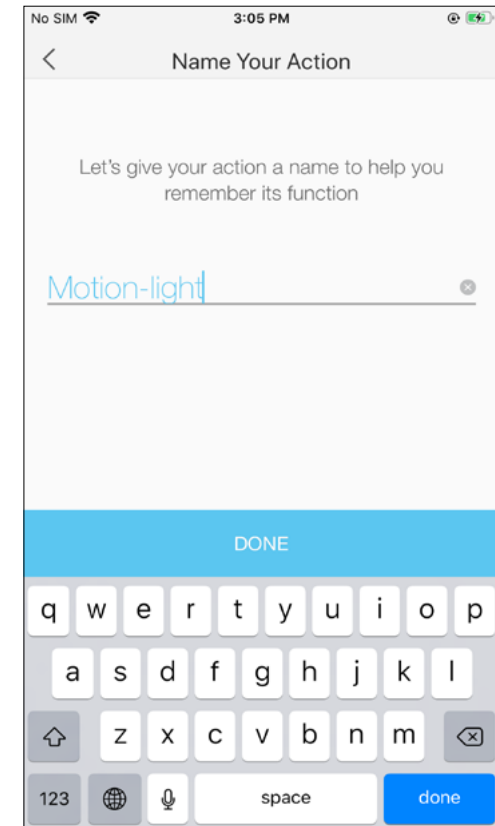 No SIM 3:05 PM
Name Your Action
Let's give your action a name to help you
remember its function
Motion-light
DONE
q w e r t y u i o p
a s d f g h j k l
z x c v b n m
123 space done